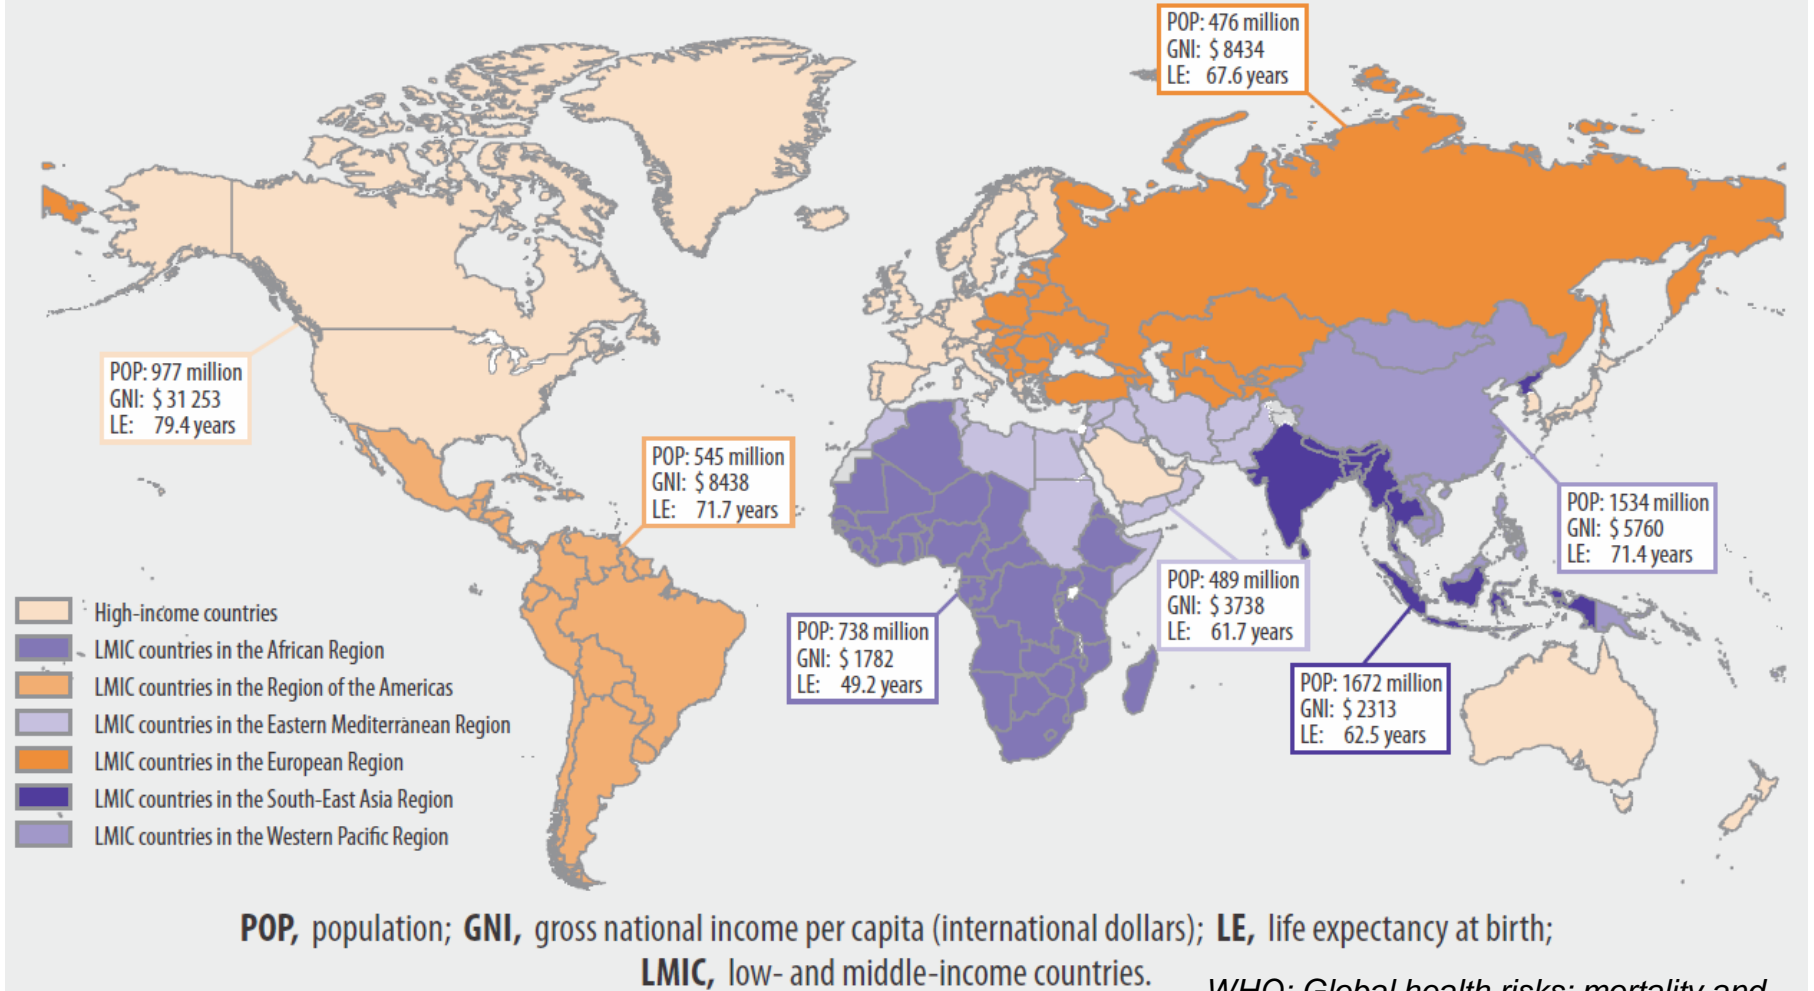 POP: 476 million
GNI: $ 8434
LE: 67.6 years
POP: 977 million
GNI: $ 31 253
LE: 79.4 years
POP: 545 million
GNI: $ 8438
LE: 71.7 years
POP: 1534 million
GNI: $ 5760
LE: 71.4 years
POP: 489 million
GNI: $ 3738
LE: 61.7 years
POP: 738 million
GNI: $ 1782
LE: 49.2 years
POP: 1672 million
GNI: $ 2313
LE: 62.5 years
High-income countries
LMIC countries in the African Region
LMIC countries in the Region of the Americas
LMIC countries in the Eastern Mediterranean Region
LMIC countries in the European Region
LMIC countries in the South-East Asia Region
LMIC countries in the Western Pacific Region
POP, population; GNI, gross national income per capita (international dollars); LE, life expectancy at birth;
LMIC, low- and middle-income countries.
WHO: Global health risks: mortality and